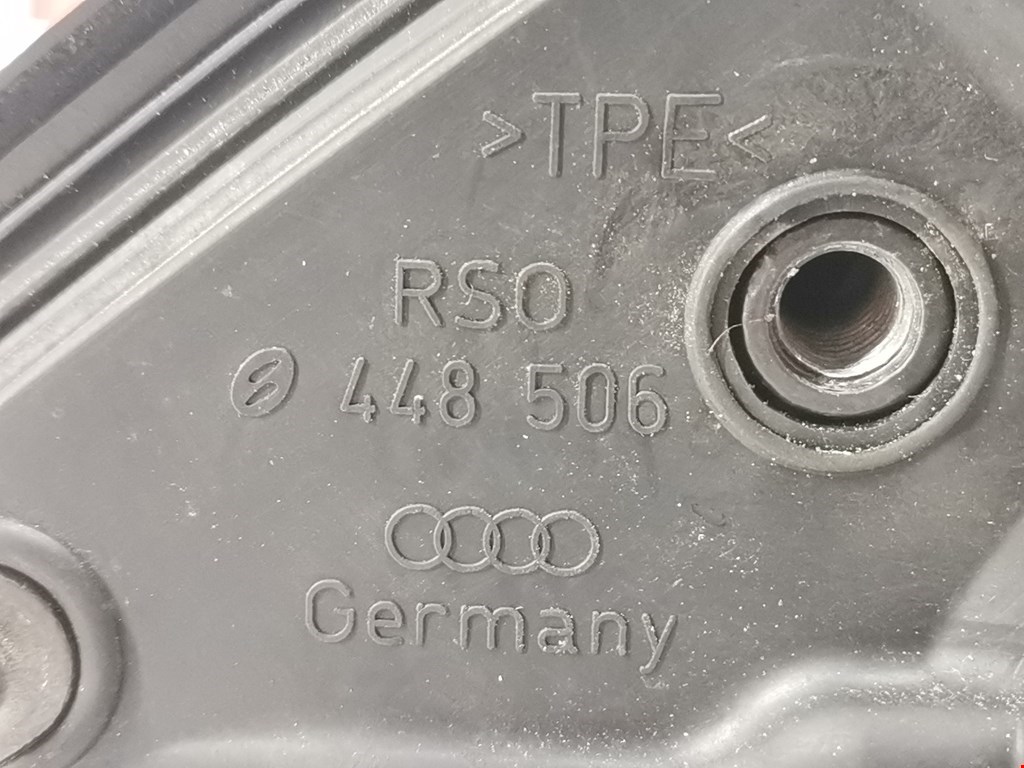 >TPE<
RSO
448 506
Germany